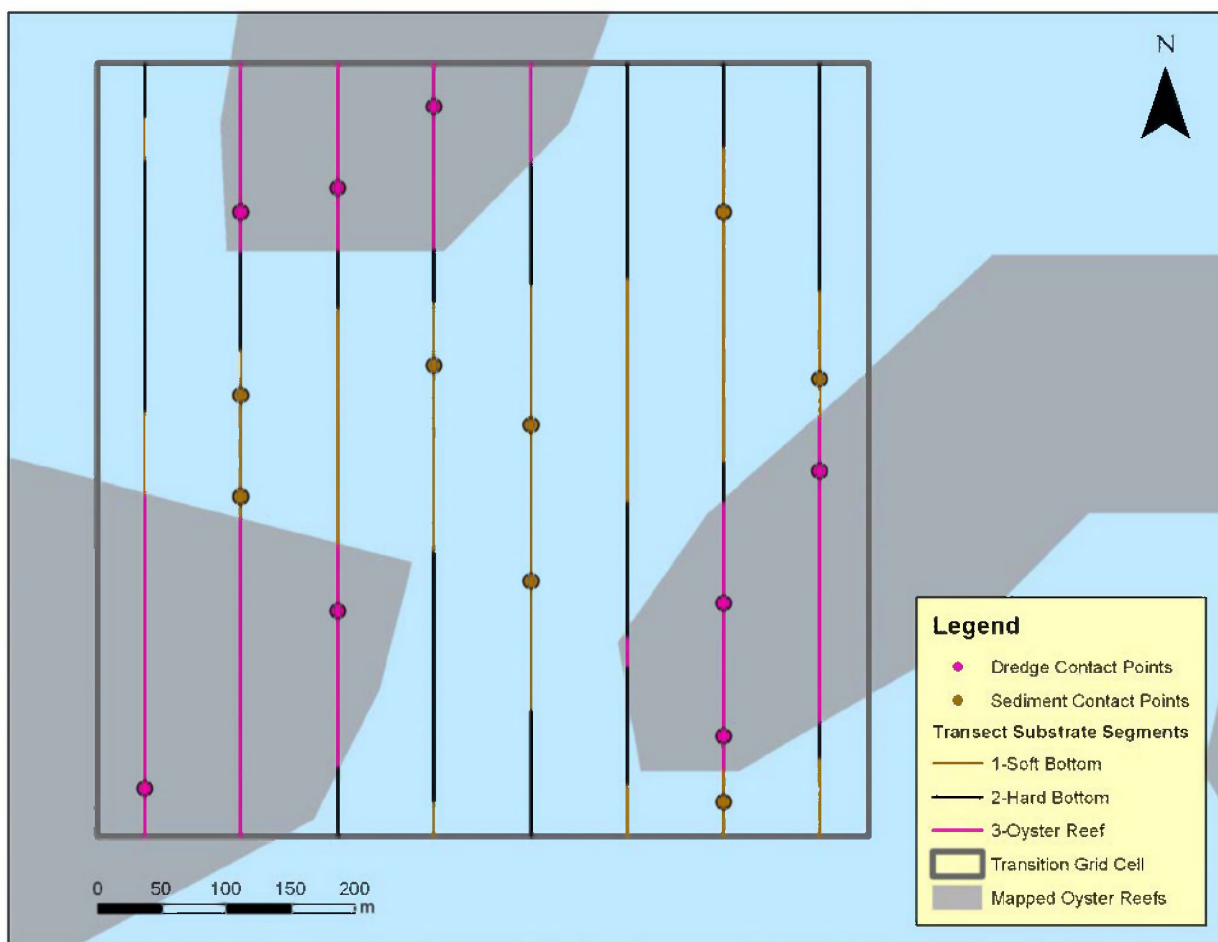 N
Legend
Dredge Contact Points
Sediment Contact Points
Transect Substrate Segments
1-Soft Bottom
2-Hard Bottom
3-Oyster Reef
Transition Grid Cell
Mapped Oyster Reefs
0 50 100 150 200
m